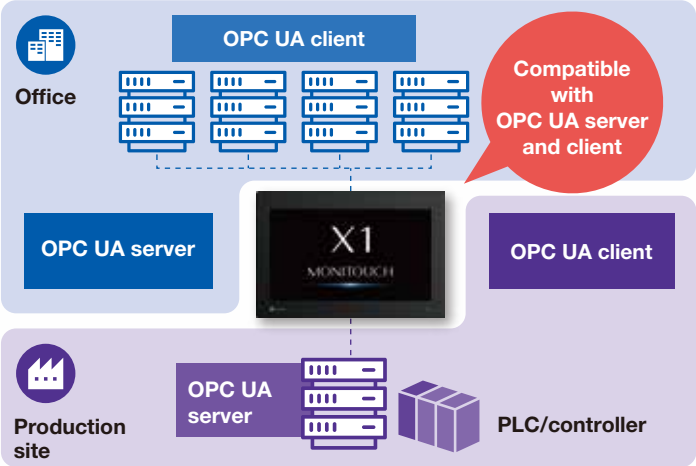 OPC UA client
Office
Compatible
with
OPC UA server
and client
OPC UA server
X1
MONITOUCH
OPC UA client
OPC UA
server
Production
site
PLC/controller